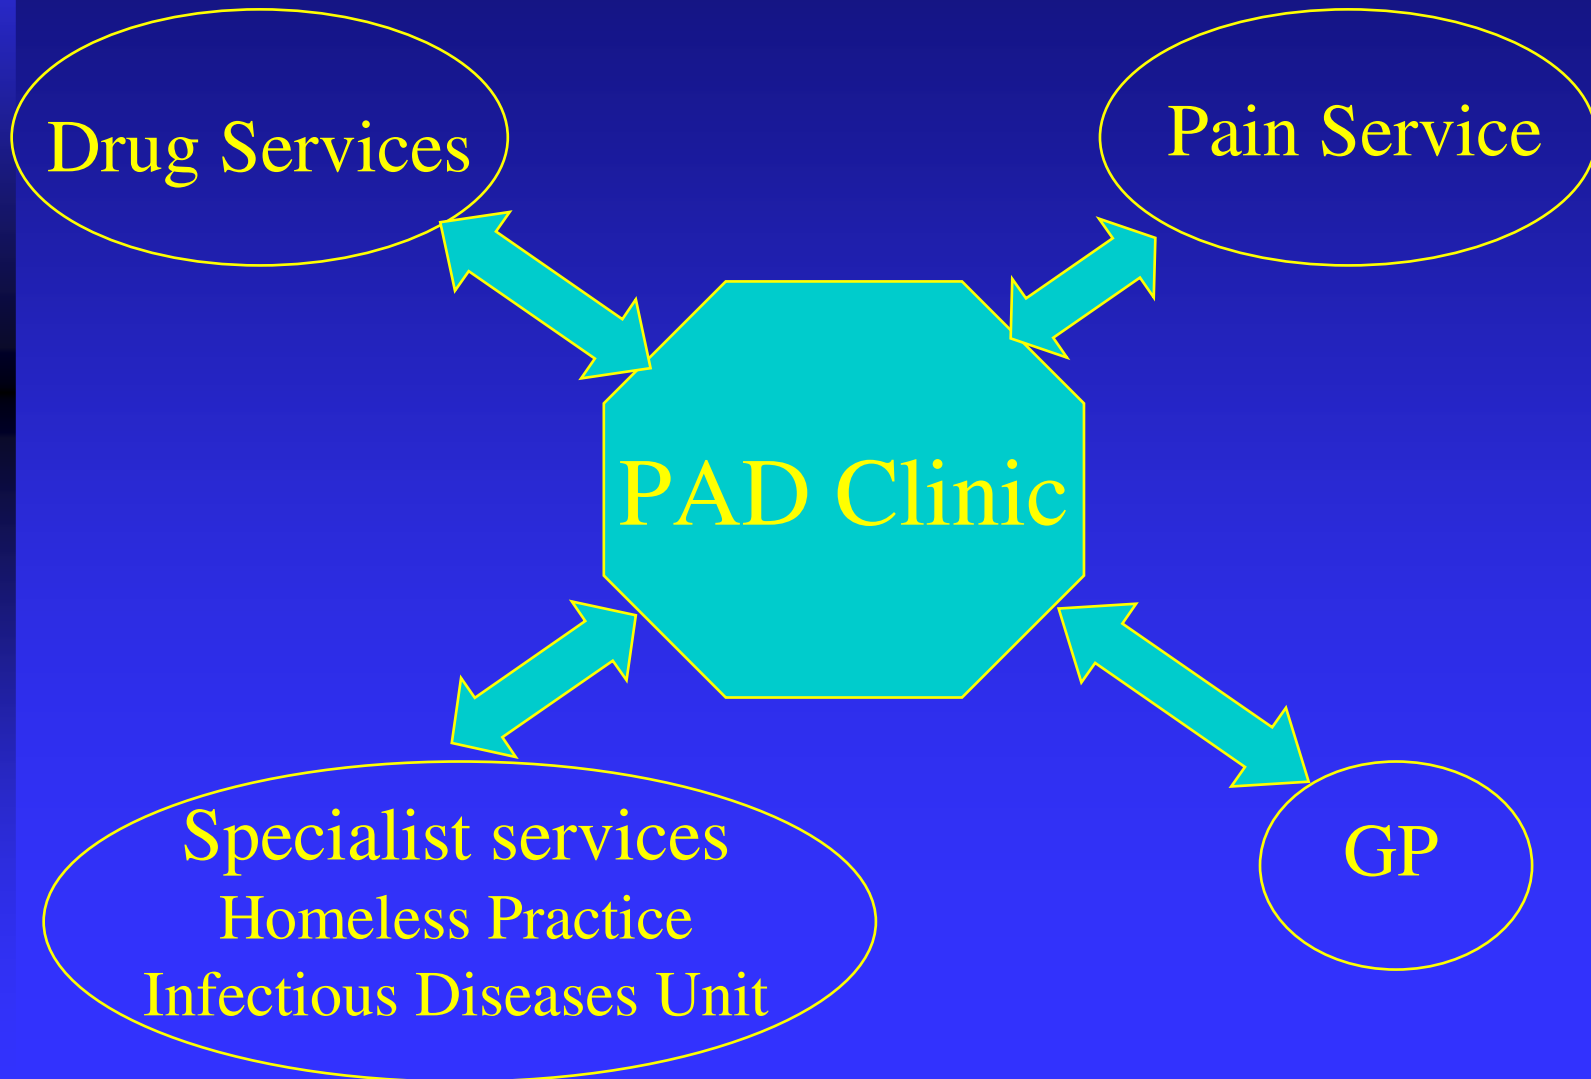 Drug Services
Pain Service
PAD Clinic
Specialist services
Homeless Practice
Infectious Diseases Unit
GP